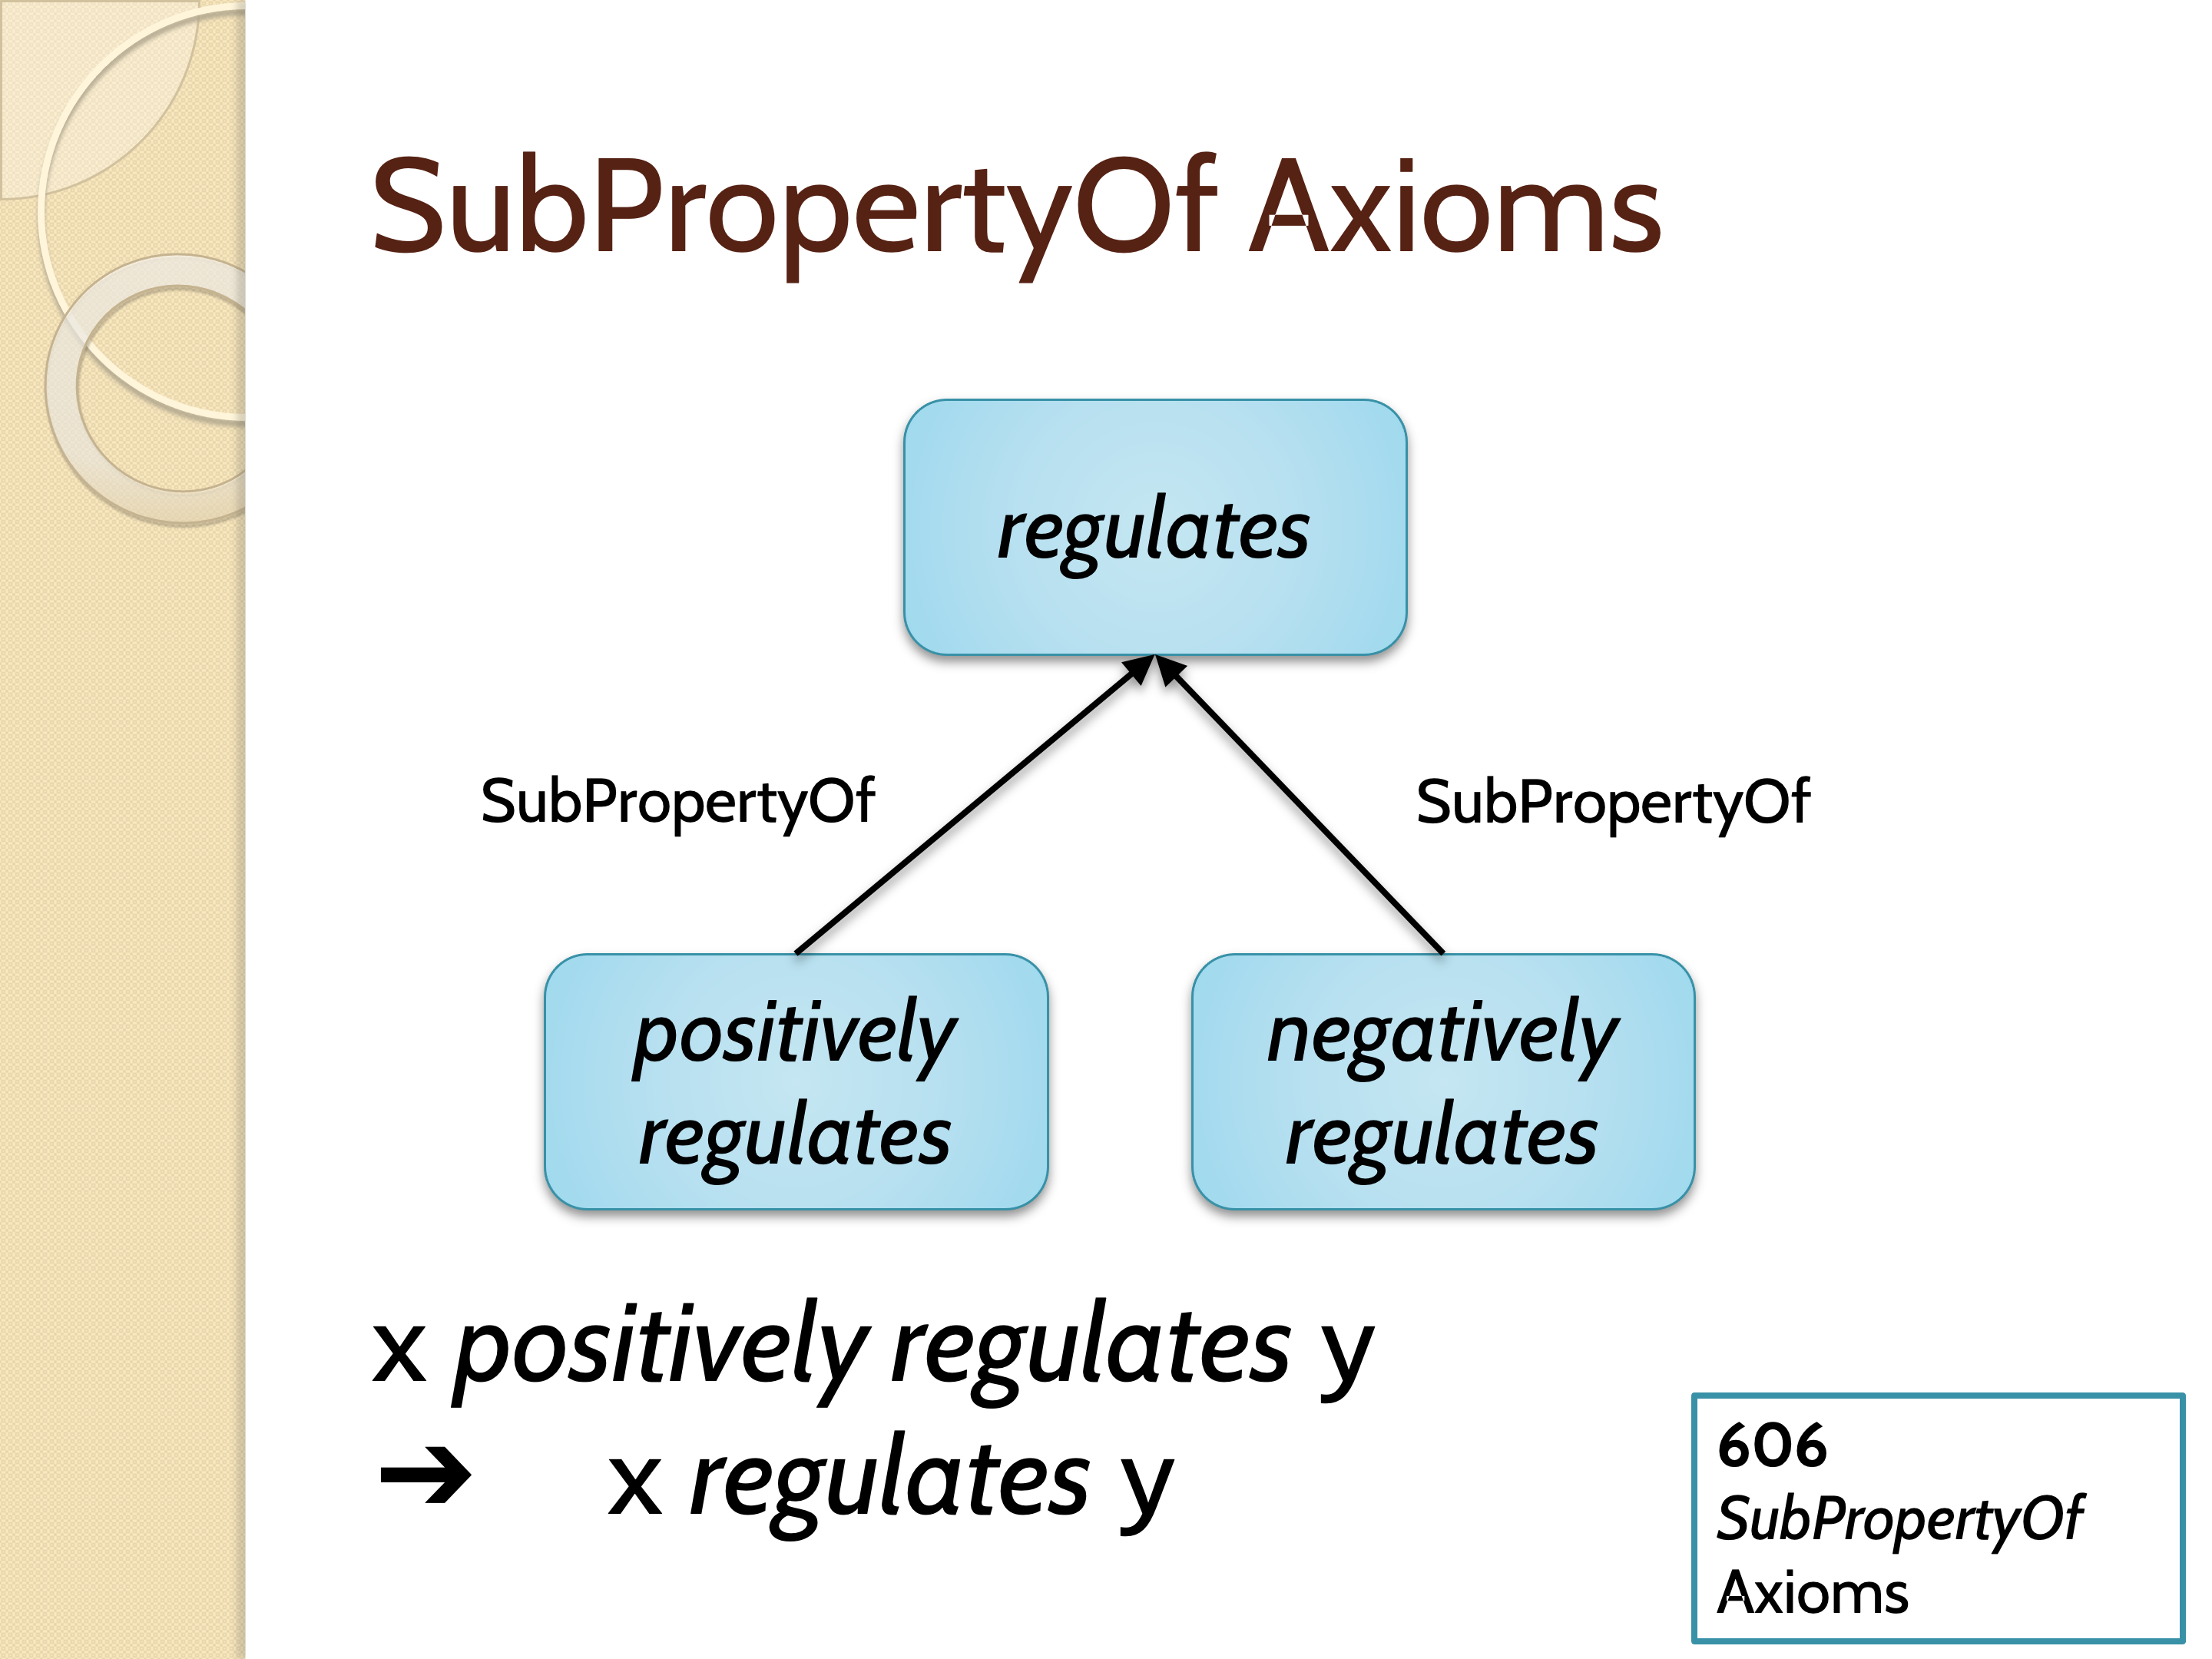 SubPropertyOf Axioms
regulates
SubPropertyOf
SubPropertyOf
positively
regulates
negatively
regulates
x positively regulates y
➔ x regulates y
606
SubPropertyOf
Axioms